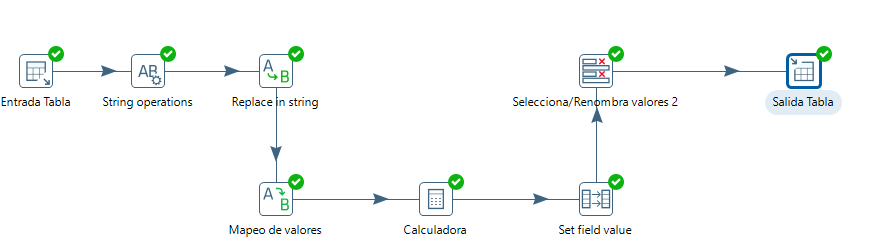 Entrada Tabla
String operations
Replace in string
Selecciona/Renombra valores 2
Salida Tabla
Mapeo de valores
Calculadora
Set field value